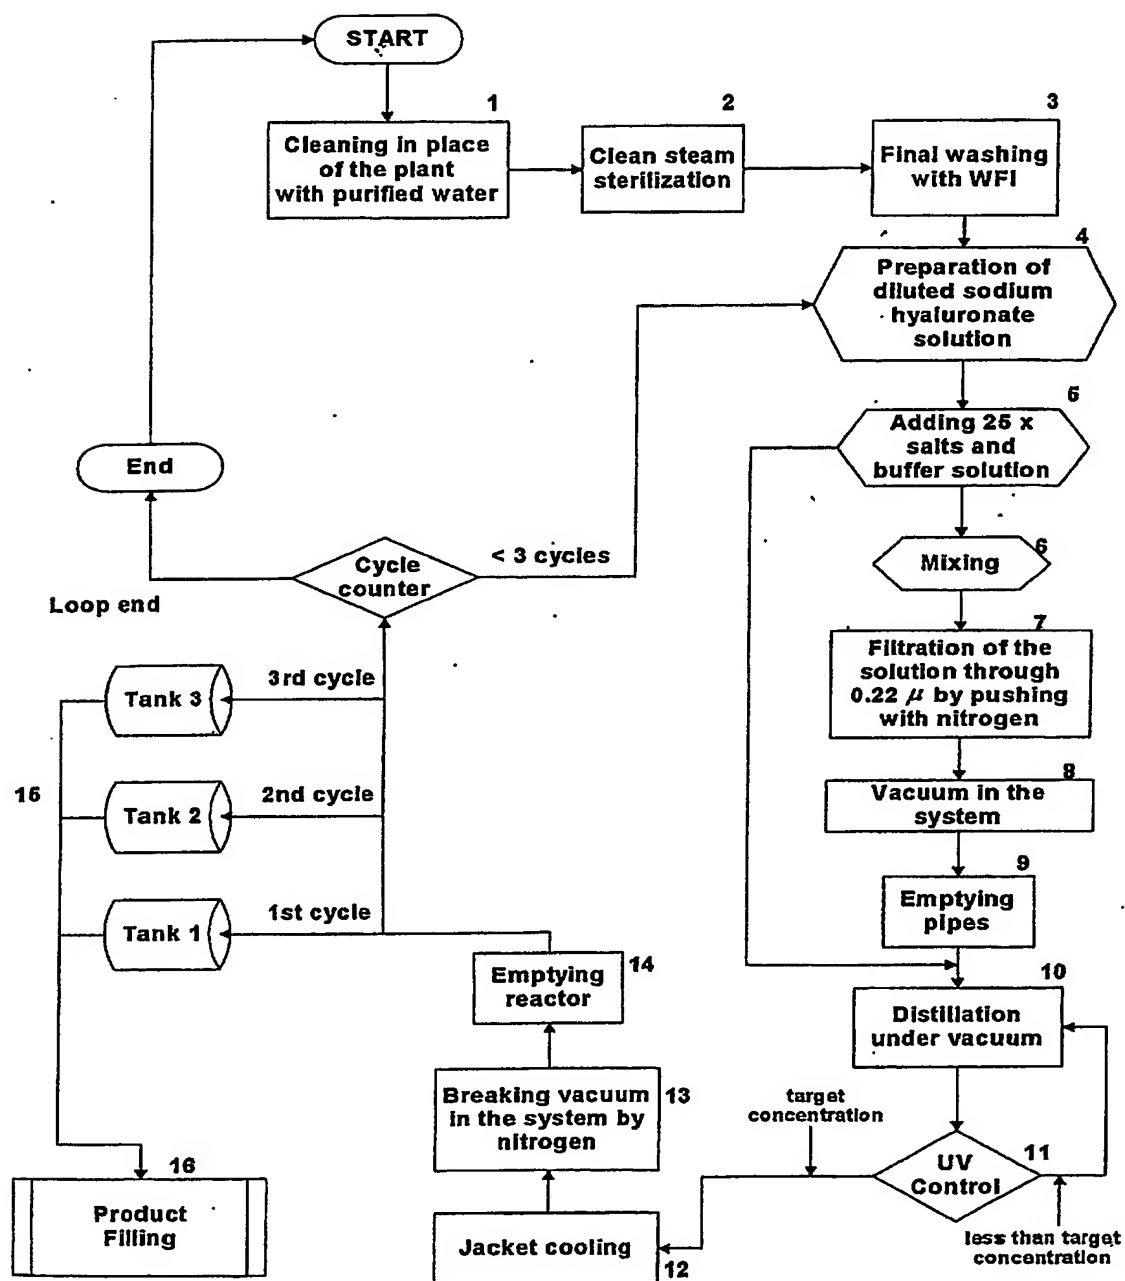 START
1
Cleaning in place
of the plant
with purified water
2
Clean steam
sterilization
3
Final washing
with WFI
4
Preparation of
diluted sodium
hyaluronate
solution
5
Adding 25 x
salts and
buffer solution
6
Mixing
7
Filtration of the
solution through
0.22 μ by pushing
with nitrogen
8
Vacuum in the
system
9
Emptying
pipes
10
Distillation
under vacuum
11
UV
Control
less than target
concentration
target
concentration
Jacket cooling
12
Breaking vacuum
in the system by
nitrogen
13
Emptying
reactor
14
1st cycle
Tank 1
2nd cycle
Tank 2
3rd cycle
Tank 3
15
Cycle
counter
< 3 cycles
Loop end
End
16
Product
Filling